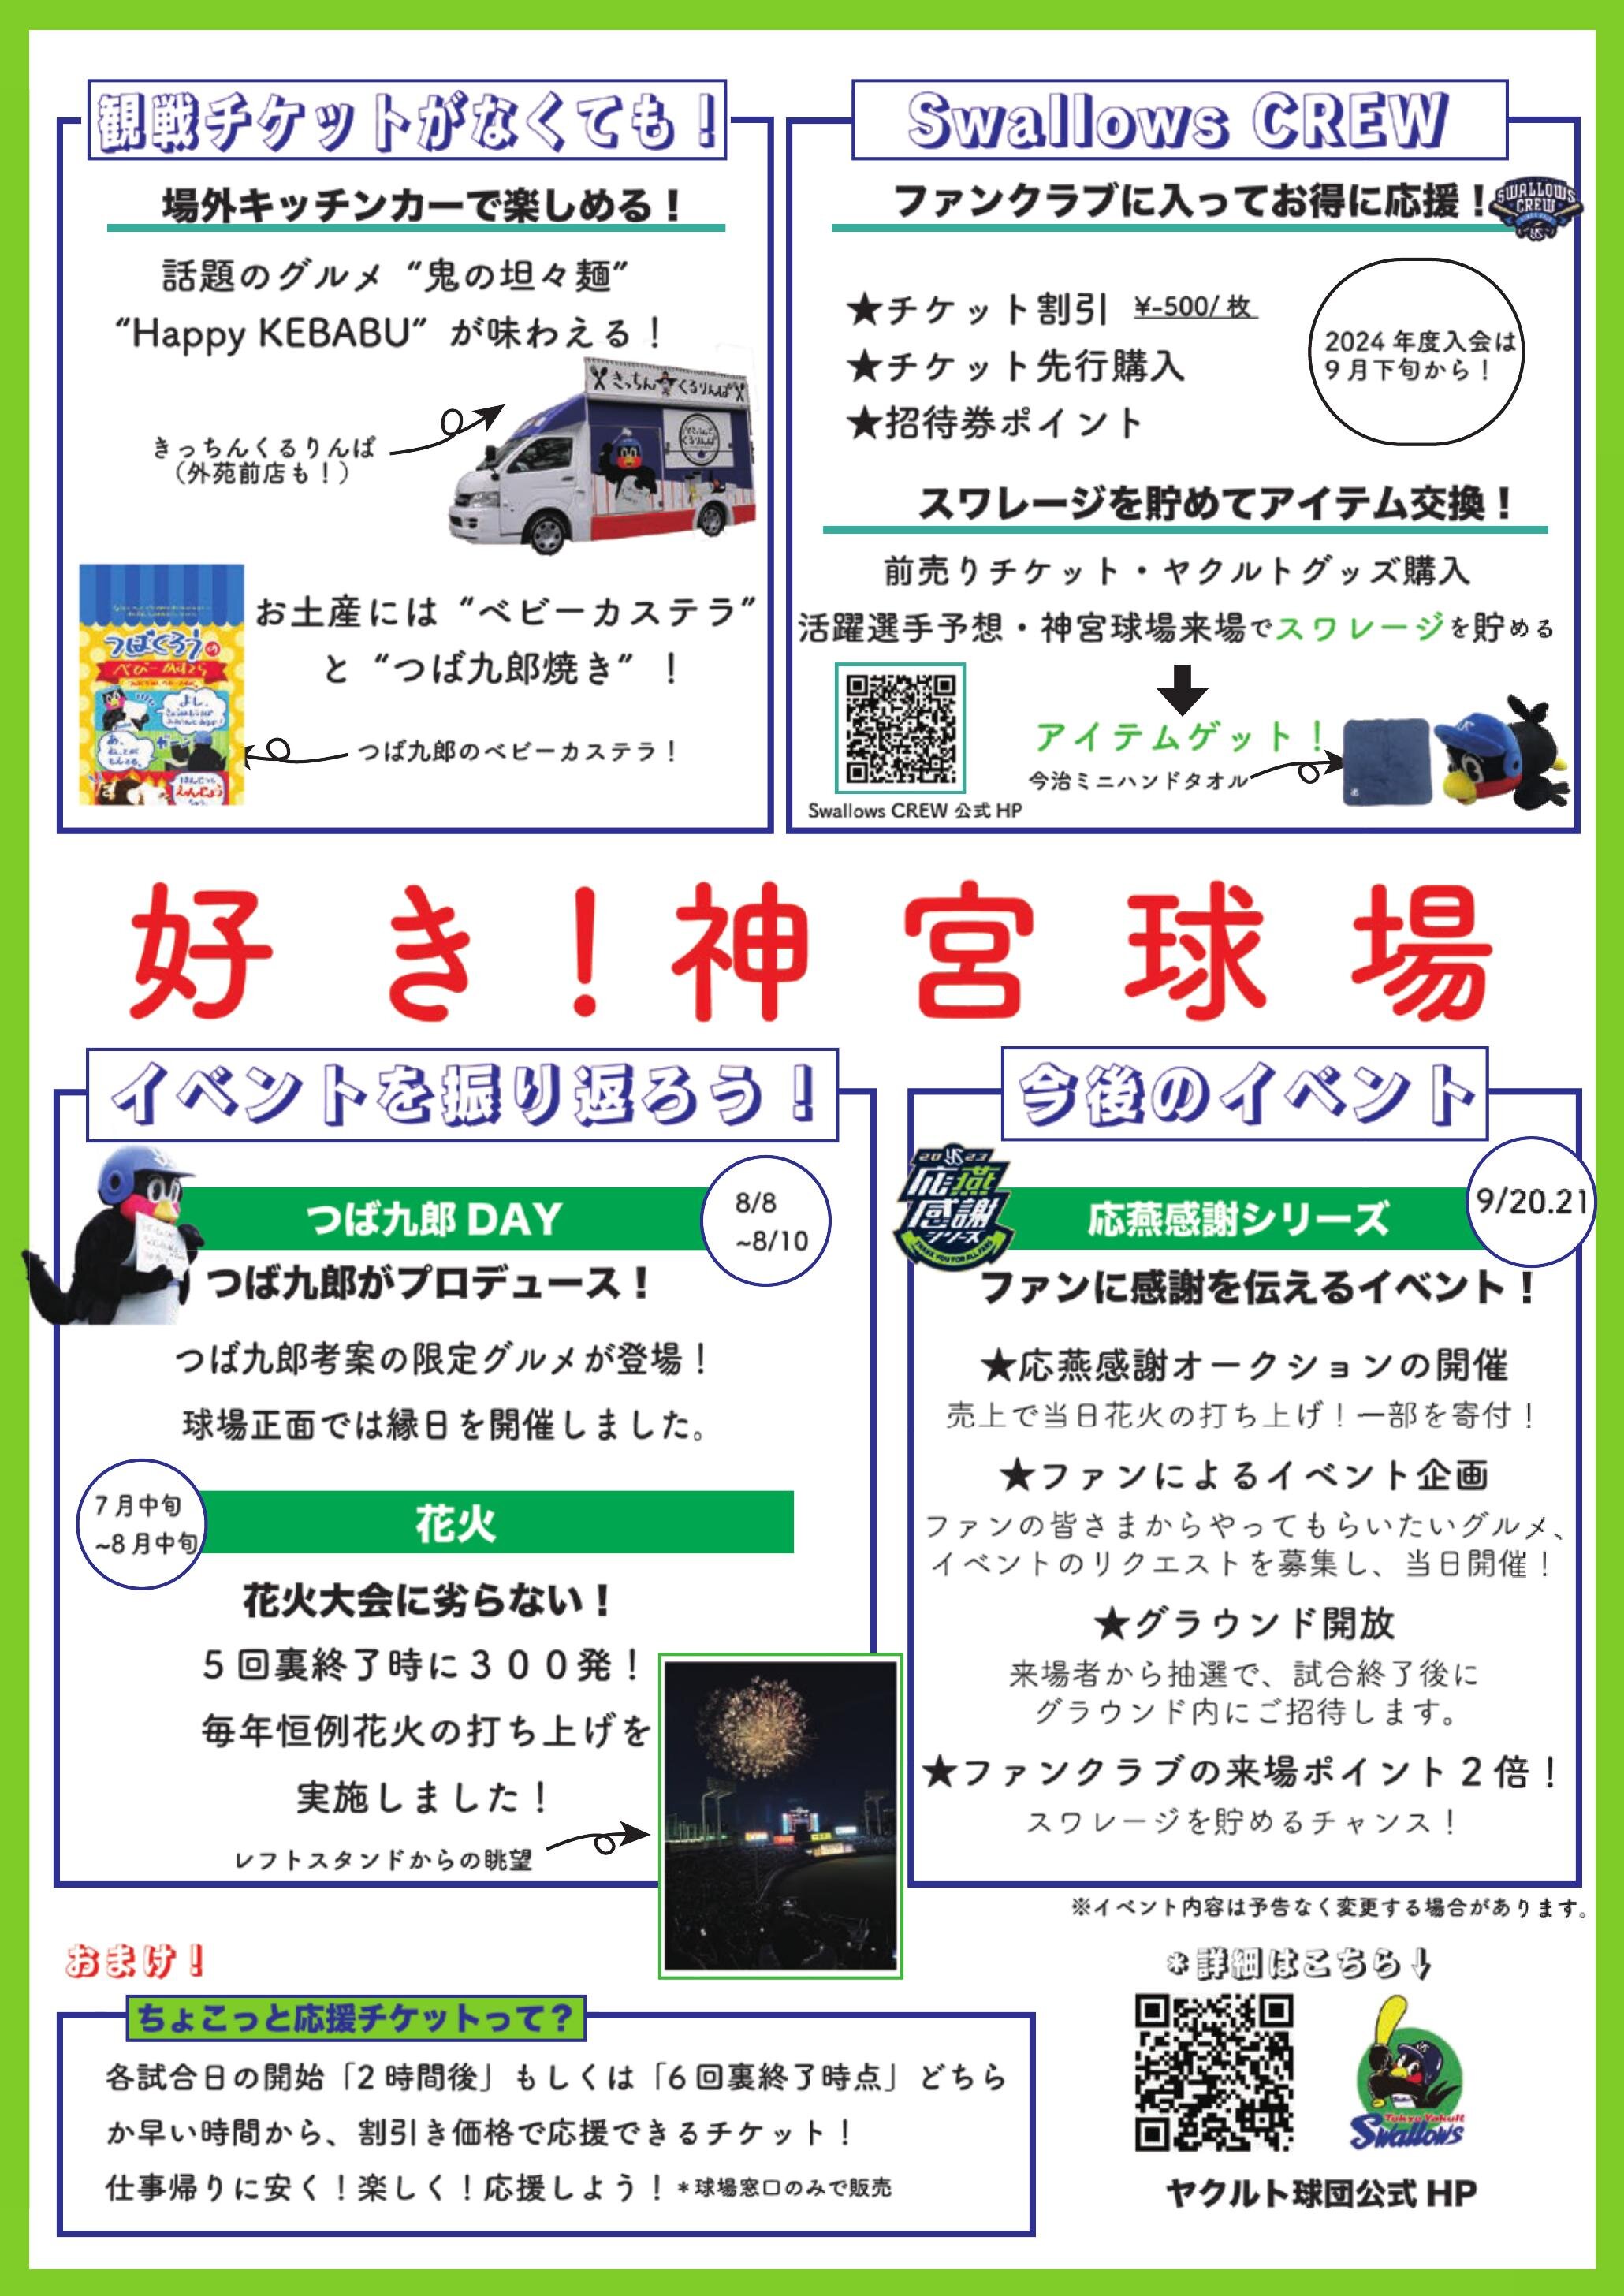 観戦チケットがなくても！
場外キッチンカーで楽しめる！
話題のグルメ “鬼の坦々麺”
“Happy KEBABU” が味わえる！
きっちんくるりんぱ
きっちんくるりんぱ
（外苑前店も！）
つばくろうの
べびーかすてら
よし、
お土産には “ベビーカステラ”
と “つば九郎焼き” ！
つば九郎のベビーカステラ！
Swallows CREW
ファンクラブに入ってお得に応援！
SWALLOWS
CREW
★チケット割引 ¥-500/ 枚
★チケット先行購入
★招待券ポイント
2024 年度入会は
9 月下旬から！
スワレージを貯めてアイテム交換！
前売りチケット・ヤクルトグッズ購入
活躍選手予想・神宮球場来場でスワレージを貯める
アイテムゲット！
今治ミニハンドタオル
Swallows CREW 公式 HP
好き！神宮球場
イベントを振り返ろう！
つば九郎 DAY
8/8
~8/10
つば九郎がプロデュース！
つば九郎考案の限定グルメが登場！
球場正面では縁日を開催しました。
7 月中旬
~8 月中旬
花火
花火大会に劣らない！
５回裏終了時に３００発！
毎年恒例花火の打ち上げを
実施しました！
レフトスタンドからの眺望
今後のイベント
2023
応燕
感謝
シリーズ
THANK YOU FOR ALL FANS
応燕感謝シリーズ
9/20.21
ファンに感謝を伝えるイベント！
★応燕感謝オークションの開催
売上で当日花火の打ち上げ！一部を寄付！
★ファンによるイベント企画
ファンの皆さまからやってもらいたいグルメ、
イベントのリクエストを募集し、当日開催！
★グラウンド開放
来場者から抽選で、試合終了後に
グラウンド内にご招待します。
★ファンクラブの来場ポイント 2 倍！
スワレージを貯めるチャンス！
※イベント内容は予告なく変更する場合があります。
おまけ！
ちょこっと応援チケットって？
各試合日の開始「2 時間後」もしくは「6 回裏終了時点」どちら
か早い時間から、割引き価格で応援できるチケット！
仕事帰りに安く！楽しく！応援しよう！＊球場窓口のみで販売
＊詳細はこちら↓
Tokyo Yakult
Swallows
ヤクルト球団公式 HP